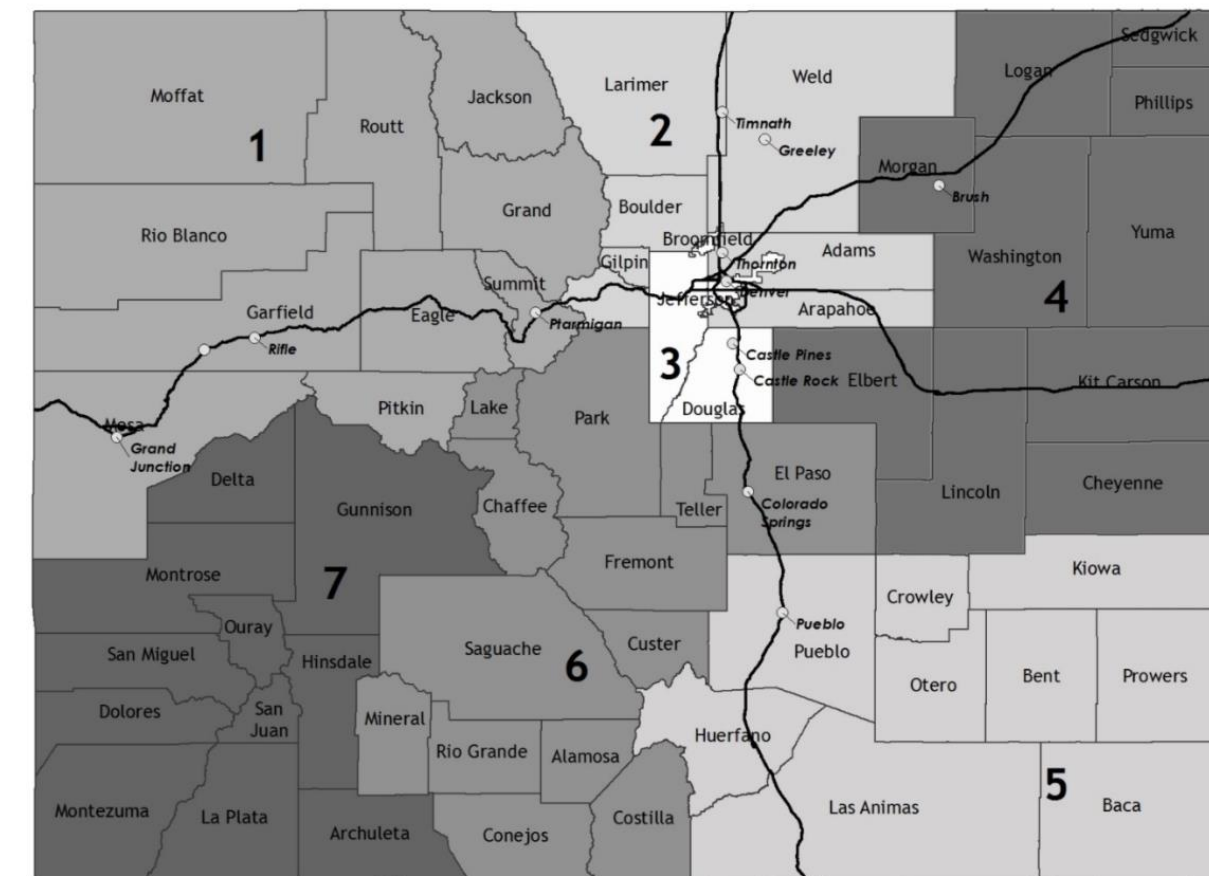 Sedgwick
Logan
Larimer
Weld
Moffat
Jackson
Phillips
Routt
Timnath
1
2
Greeley
Morgan
Brush
Boulder
Grand
Rio Blanco
Broomfield
Yuma
Gilpin
Adams
Washington
Thornton
Summit
Denver
4
Jefferson
Garfield
Eagle
Arapahoe
Ptarmigan
Rifle
Castle Pines
3
Castle Rock
Elbert
Kit Carson
Pitkin
Lake
Park
Douglas
Mesa
Grand
Junction
Delta
El Paso
Cheyenne
Lincoln
Gunnison
Chaffee
Teller
Colorado
Springs
Fremont
Kiowa
Montrose
7
Crowley
Ouray
Pueblo
San Miguel
Hinsdale
Saguache
Custer
Pueblo
6
Bent
Prowers
Otero
Dolores
San
Juan
Mineral
Huerfano
Rio Grande
Alamosa
5
Montezuma
La Plata
Archuleta
Conejos
Costilla
Las Animas
Baca